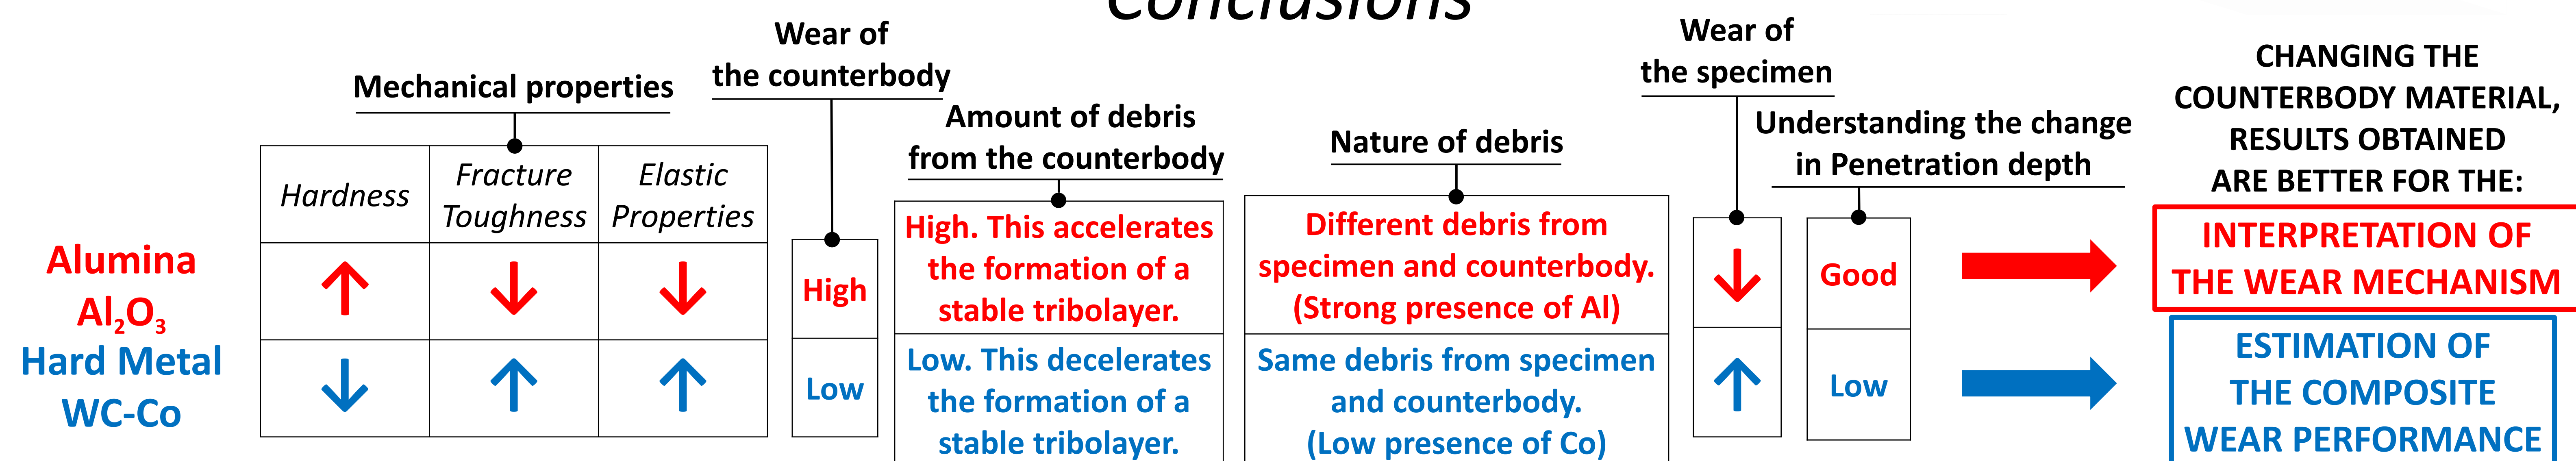 Conclusions
Mechanical properties
Hardness
Fracture
Toughness
Elastic
Properties
Wear of
the counterbody
Amount of debris
from the counterbody
Nature of debris
Wear of
the specimen
Understanding the change
in Penetration depth
CHANGING THE
COUNTERBODY MATERIAL,
RESULTS OBTAINED
ARE BETTER FOR THE:
Alumina
Al₂O₃
↑
↓
↓
High
High. This accelerates
the formation of a
stable tribolayer.
Different debris from
specimen and counterbody.
(Strong presence of Al)
↓
Good
INTERPRETATION OF
THE WEAR MECHANISM
Hard Metal
WC-Co
↓
↑
↑
Low
Low. This decelerates
the formation of a
stable tribolayer.
Same debris from specimen
and counterbody.
(Low presence of Co)
↑
Low
ESTIMATION OF
THE COMPOSITE
WEAR PERFORMANCE